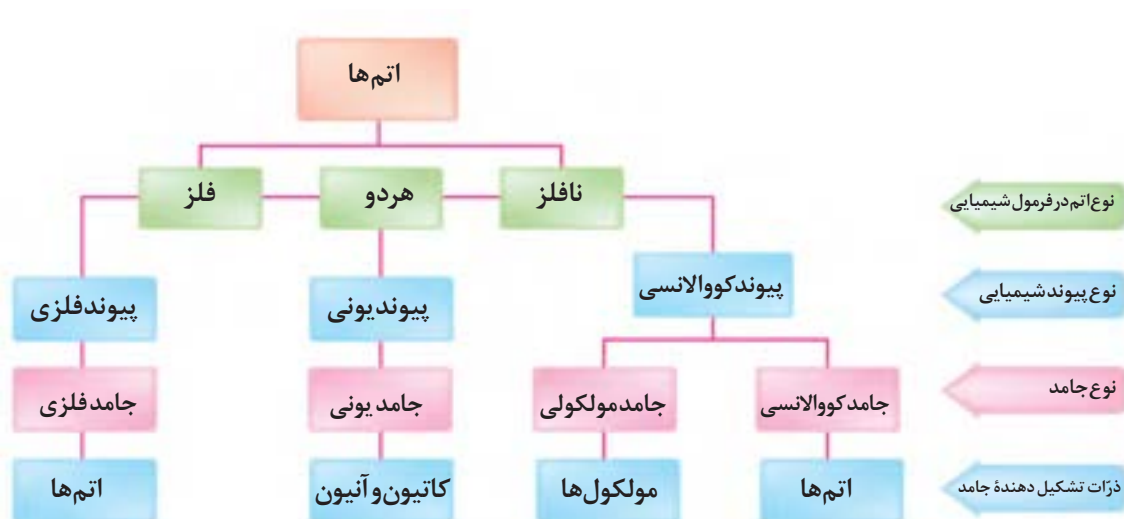 اتم‌ها
نوع اتم در فرمول شیمیایی
نافلز
هردو
فلز
نوع پیوند شیمیایی
پیوند کووالانسی
پیوند یونی
پیوند فلزی
نوع جامد
جامد کووالانسی
جامد مولکولی
جامد یونی
جامد فلزی
ذرّات تشکیل دهندهٔ جامد
اتم‌ها
مولکول‌ها
کاتیون و آنیون
اتم‌ها